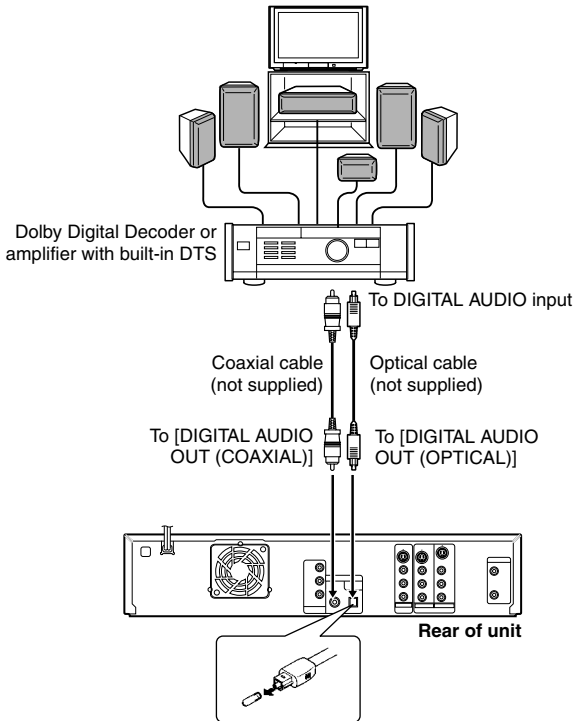 Dolby Digital Decoder or
amplifier with built-in DTS
To DIGITAL AUDIO input
Coaxial cable
(not supplied)
Optical cable
(not supplied)
To [DIGITAL AUDIO
OUT (COAXIAL)]
To [DIGITAL AUDIO
OUT (OPTICAL)]
Rear of unit